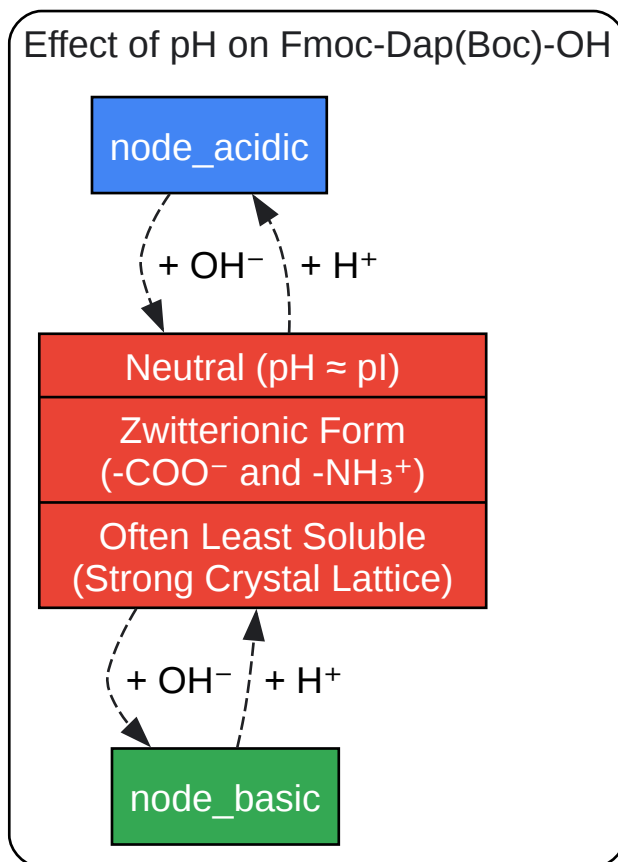 Effect of pH on Fmoc-Dap(Boc)-OH
node_acidic
+ OH⁻ + H⁺
Neutral (pH ≈ pI)
Zwitterionic Form
(-COO⁻ and -NH₃⁺)
Often Least Soluble
(Strong Crystal Lattice)
+ OH⁻ + H⁺
node_basic